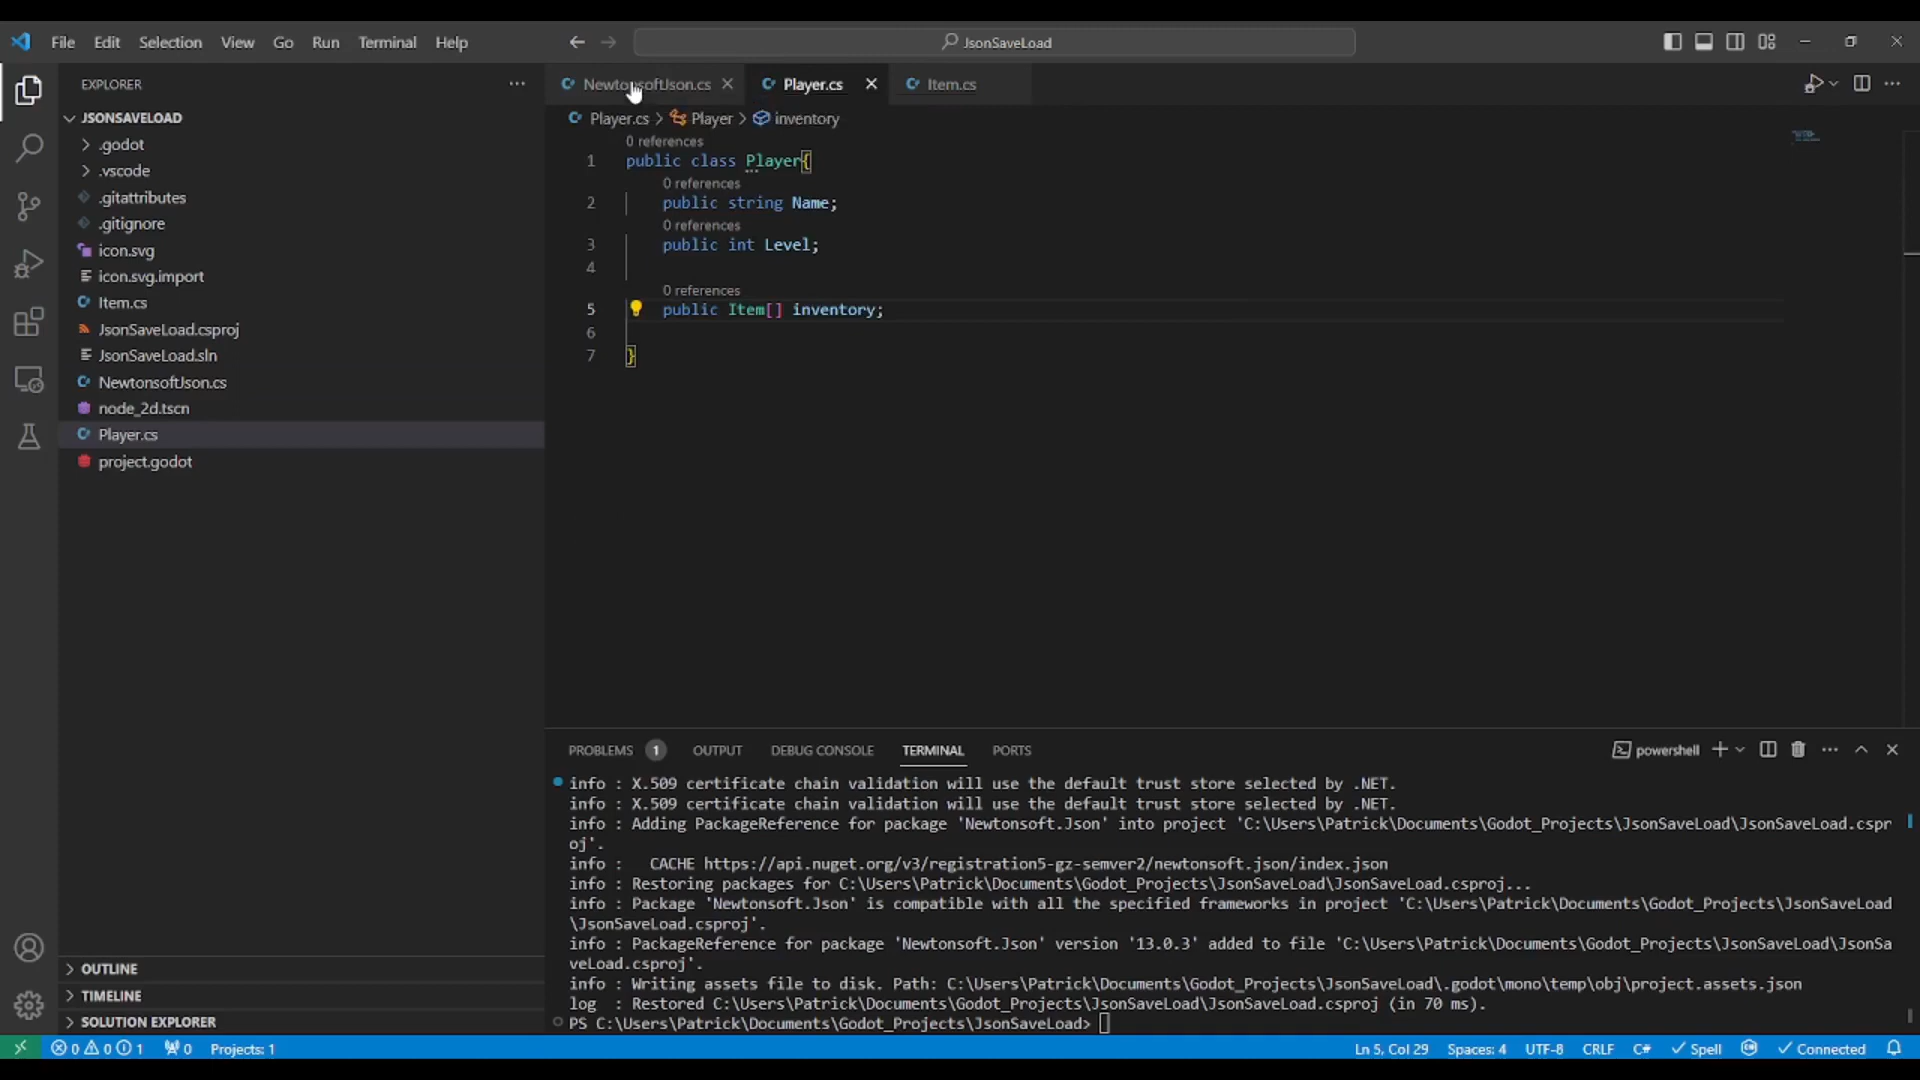 File Edit Selection View Go Run Terminal Help
JsonSaveLoad
EXPLORER
JSONSAVELOAD
.godot
.vscode
.gitattributes
.gitignore
icon.svg
icon.svg.import
Item.cs
JsonSaveLoad.csproj
JsonSaveLoad.sln
NewtonsoftJson.cs
node_2d.tscn
Player.cs
project.godot
OUTLINE
TIMELINE
SOLUTION EXPLORER
NewtonsoftJson.cs Player.cs Item.cs
Player.cs > Player > inventory
0 references
1 public class Player{
0 references
2 public string Name;
0 references
3 public int Level;
4
0 references
5 public Item[] inventory;
6
7 }
PROBLEMS 1 OUTPUT DEBUG CONSOLE TERMINAL PORTS
powershell
info : X.509 certificate chain validation will use the default trust store selected by .NET.
info : X.509 certificate chain validation will use the default trust store selected by .NET.
info : Adding PackageReference for package 'Newtonsoft.Json' into project 'C:\Users\Patrick\Documents\Godot_Projects\JsonSaveLoad\JsonSaveLoad.cspr
oj'.
info :   CACHE https://api.nuget.org/v3/registration5-gz-semver2/newtonsoft.json/index.json
info : Restoring packages for C:\Users\Patrick\Documents\Godot_Projects\JsonSaveLoad\JsonSaveLoad.csproj...
info : Package 'Newtonsoft.Json' is compatible with all the specified frameworks in project 'C:\Users\Patrick\Documents\Godot_Projects\JsonSaveLoad
\JsonSaveLoad.csproj'.
info : PackageReference for package 'Newtonsoft.Json' version '13.0.3' added to file 'C:\Users\Patrick\Documents\Godot_Projects\JsonSaveLoad\JsonSa
veLoad.csproj'.
info : Writing assets file to disk. Path: C:\Users\Patrick\Documents\Godot_Projects\JsonSaveLoad\.godot\mono\temp\obj\project.assets.json
log  : Restored C:\Users\Patrick\Documents\Godot_Projects\JsonSaveLoad\JsonSaveLoad.csproj (in 70 ms).
PS C:\Users\Patrick\Documents\Godot_Projects\JsonSaveLoad>
0 0 1 0 Projects: 1 Ln 5, Col 29 Spaces: 4 UTF-8 CRLF C# Spell Connected